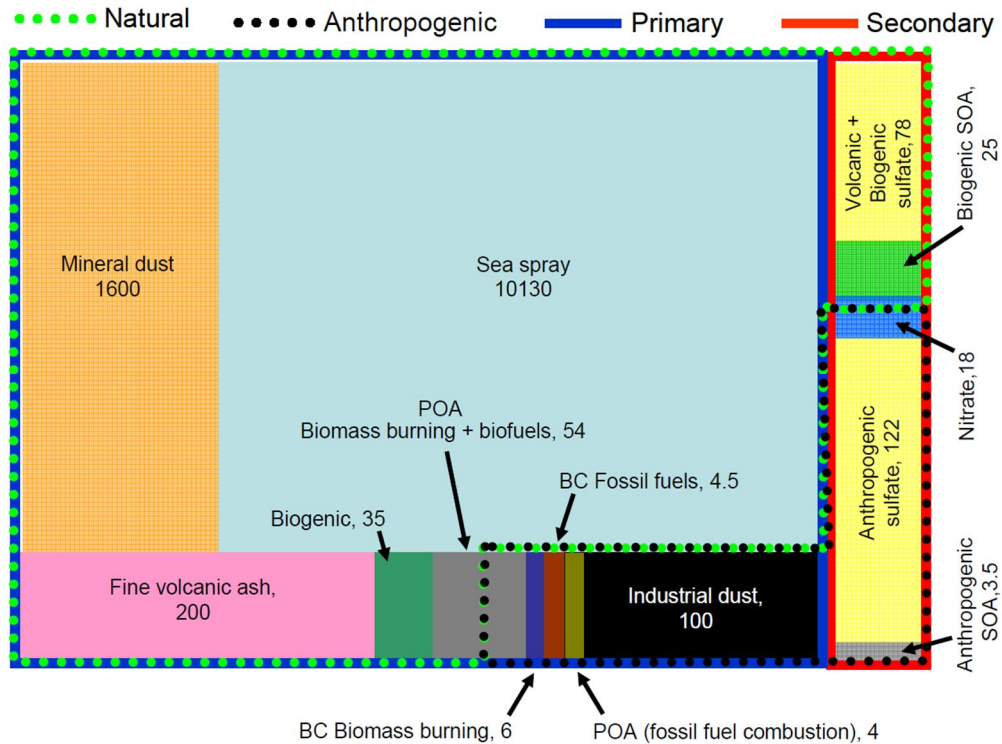 Natural
Anthropogenic
Primary
Secondary
Mineral dust
1600
Sea spray
10130
Volcanic +
Biogenic
sulfate,78
Biogenic SOA,
25
POA
Biomass burning + biofuels, 54
BC Fossil fuels, 4.5
Biogenic, 35
Nitrate,18
Anthropogenic
sulfate, 122
Fine volcanic ash,
200
Industrial dust,
100
Anthropogenic
SOA,3.5
BC Biomass burning, 6
POA (fossil fuel combustion), 4